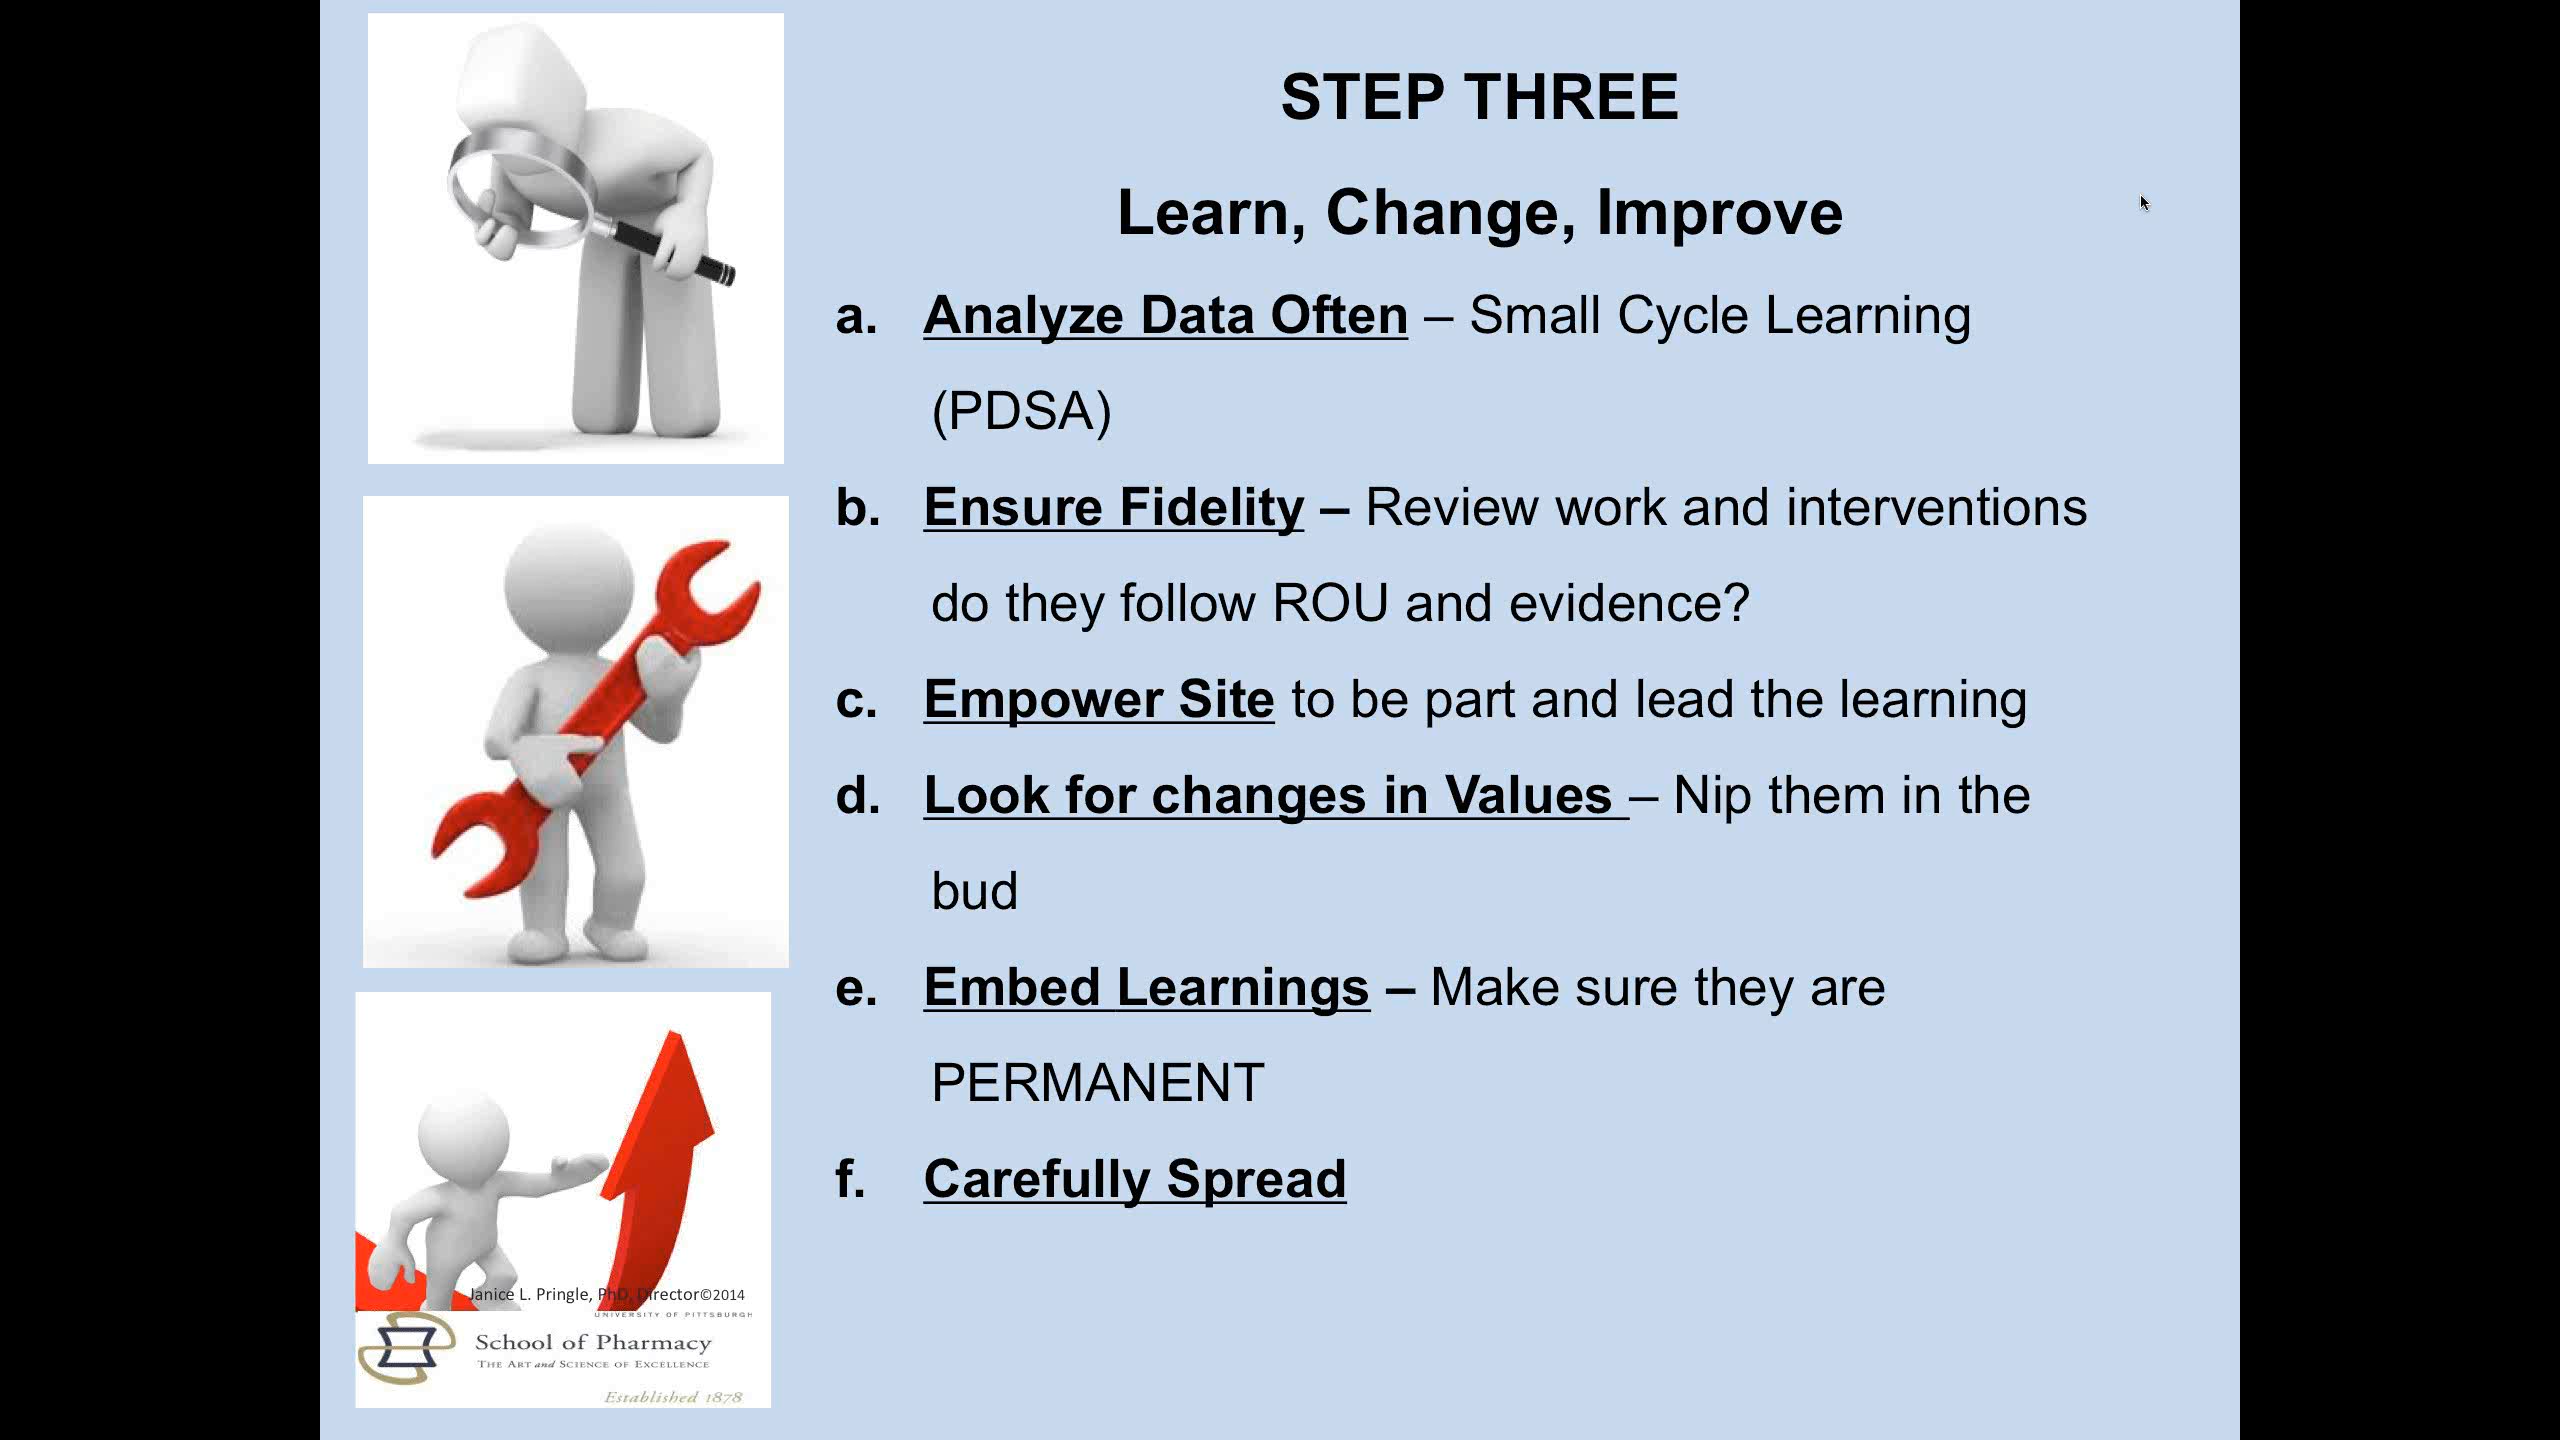 STEP THREE
Learn, Change, Improve
a. Analyze Data Often – Small Cycle Learning
(PDSA)
b. Ensure Fidelity – Review work and interventions
do they follow ROU and evidence?
c. Empower Site to be part and lead the learning
d. Look for changes in Values – Nip them in the
bud
e. Embed Learnings – Make sure they are
PERMANENT
f. Carefully Spread
Janice L. Pringle, PhD, Director©2014
UNIVERSITY OF PITTSBURGH
School of Pharmacy
THE ART and SCIENCE OF EXCELLENCE
Established 1878